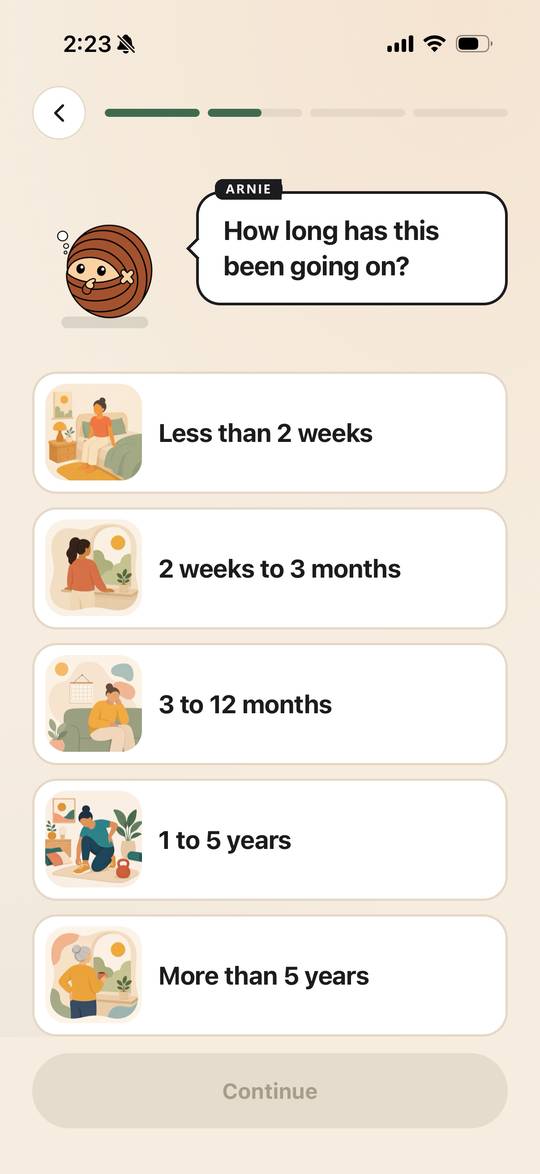 2:23
ARNIE
How long has this
been going on?
Less than 2 weeks
2 weeks to 3 months
3 to 12 months
1 to 5 years
More than 5 years
Continue